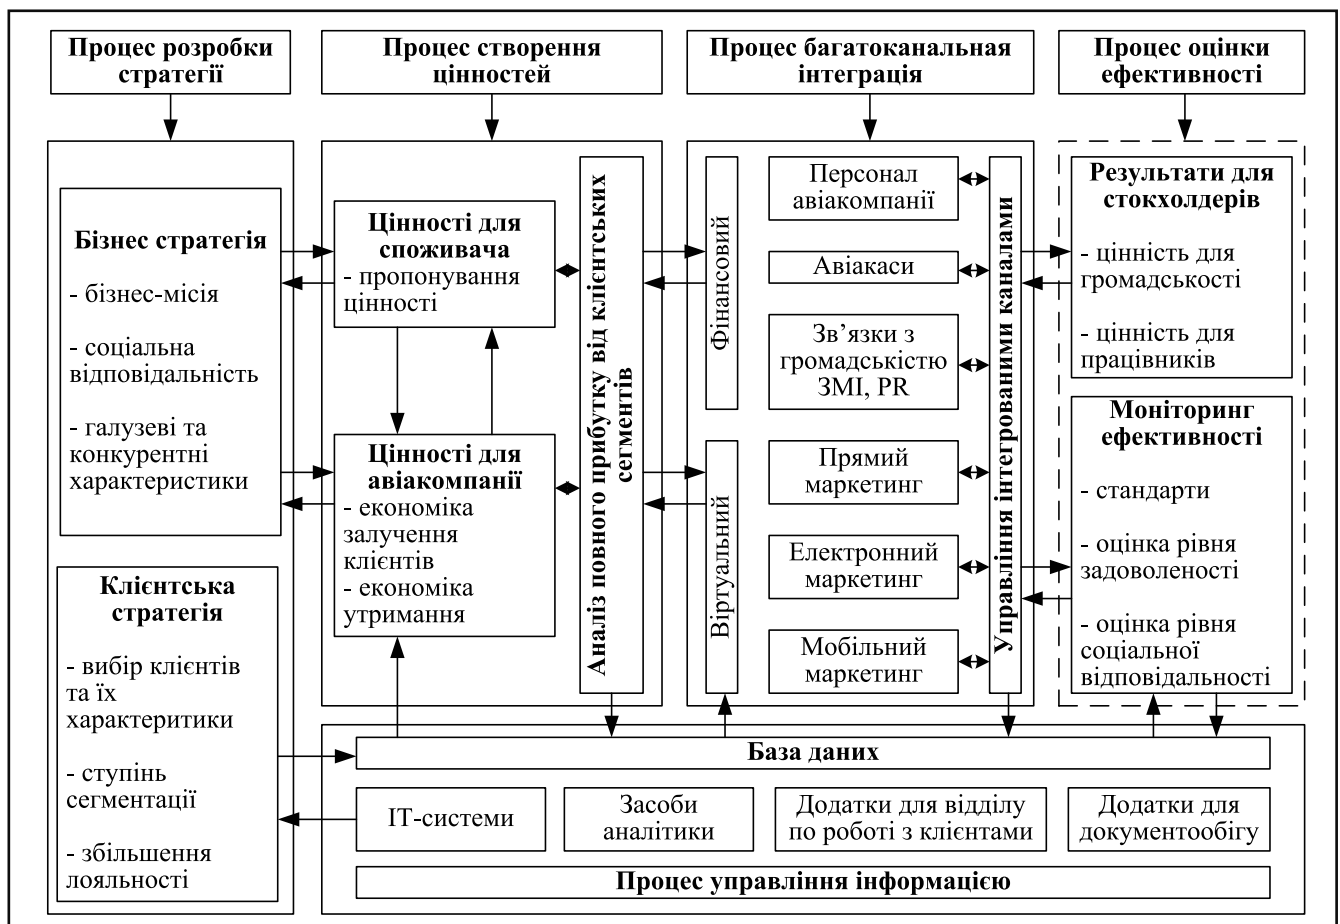 Процес розробки
стратегії
Процес створення
цінностей
Процес багатоканальная
інтеграція
Процес оцінки
ефективності
Бізнес стратегія
- бізнес-місія
- соціальна
відповідальність
- галузеві та
конкурентні
характеристики
Клієнтська
стратегія
- вибір клієнтів
та їх
характеритики
- ступінь
сегментації
- збільшення
лояльності
Цінності для
споживача
- пропонування
цінності
Цінності для
авіакомпанії
- економіка
залучення
клієнтів
- економіка
утримання
Аналіз повного прибутку від клієнтських
сегментів
Фінансовий
Віртуальний
Персонал
авіакомпанії
Авіакаси
Зв’язки з
громадськістю
ЗМІ, PR
Прямий
маркетинг
Електронний
маркетинг
Мобільний
маркетинг
Управління інтегрованими каналами
Результати для
стокхолдерів
- цінність для
громадськості
- цінність для
працівників
Моніторинг
ефективності
- стандарти
- оцінка рівня
задоволеності
- оцінка рівня
соціальної
відповідальності
База даних
ІТ-системи
Засоби
аналітики
Додатки для відділу
по роботі з клієнтами
Додатки для
документообігу
Процес управління інформацією